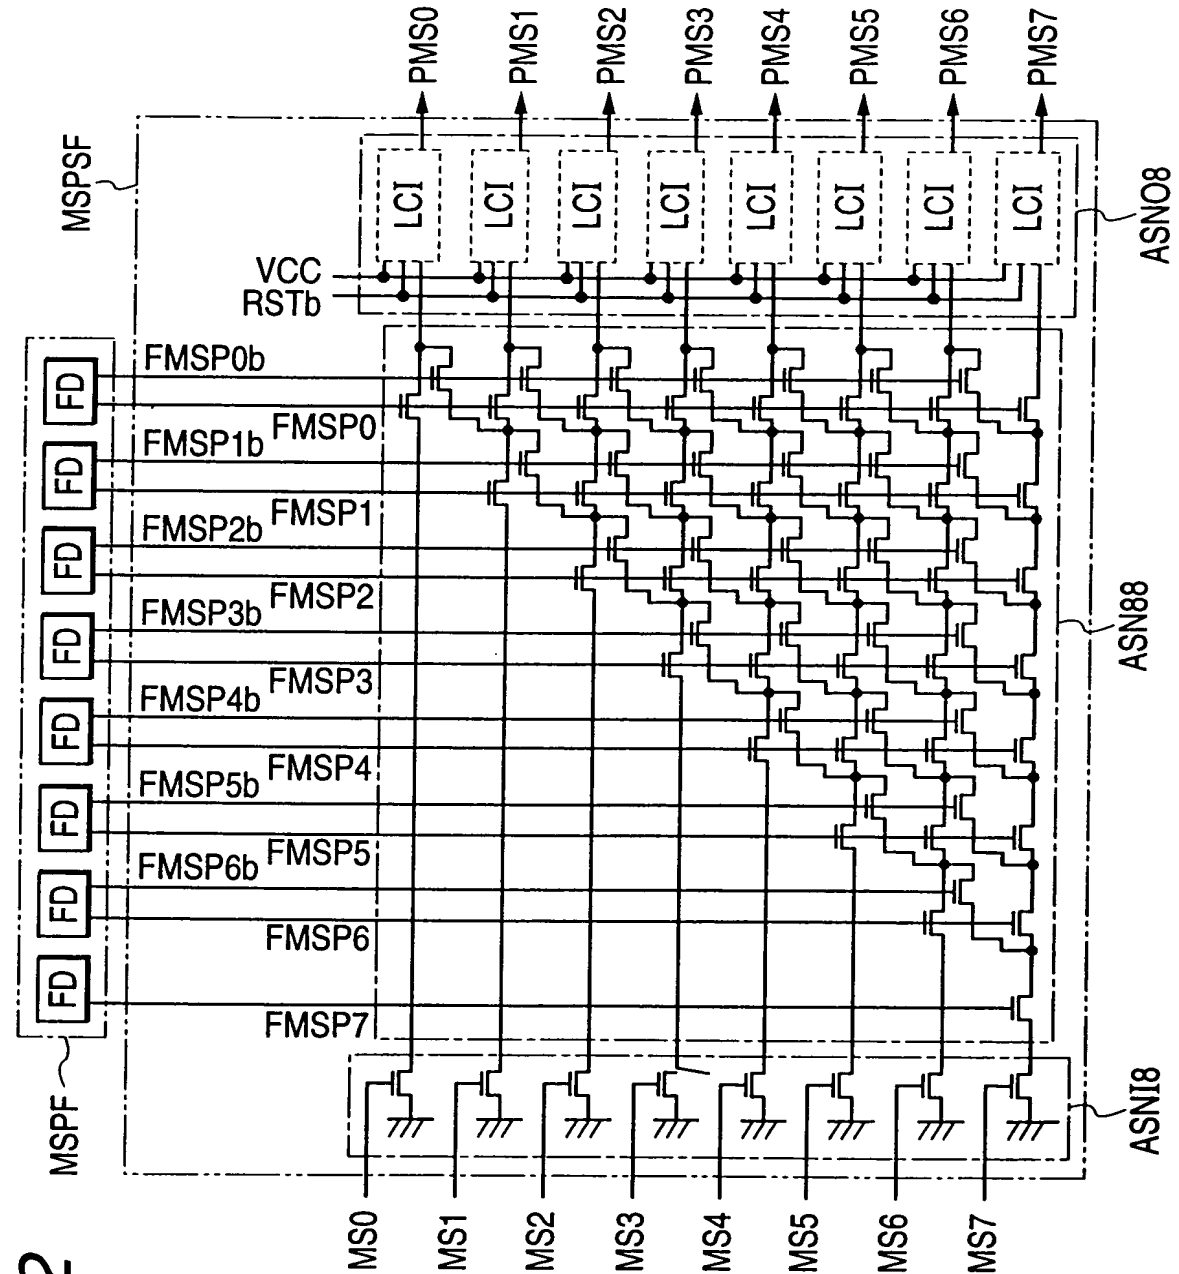 PMS0
PMS1
PMS2
PMS3
PMS4
PMS5
PMS6
PMS7
MSPSF
LCI
LCI
LCI
LCI
LCI
LCI
LCI
LCI
ASNO8
VCC
RSTb
FD
FMSP0b
FMSP0
FD
FMSP1b
FMSP1
FD
FMSP2b
FMSP2
FD
FMSP3b
FMSP3
FD
FMSP4b
FMSP4
FD
FMSP5b
FMSP5
FD
FMSP6b
FMSP6
FD
FMSP7
ASN88
MSPF
ASNI8
MS0
MS1
MS2
MS3
MS4
MS5
MS6
MS7
2